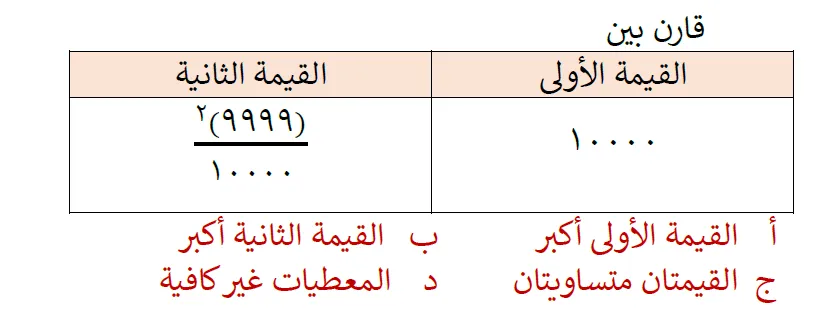 قارن بين
القيمة الأولى القيمة الثانية
١٠٠٠٠ (٩٩٩٩)٢
١٠٠٠٠
أ القيمة الأولى أكبر ب القيمة الثانية أكبر
ج القيمتان متساويتان د المعطيات غير كافية